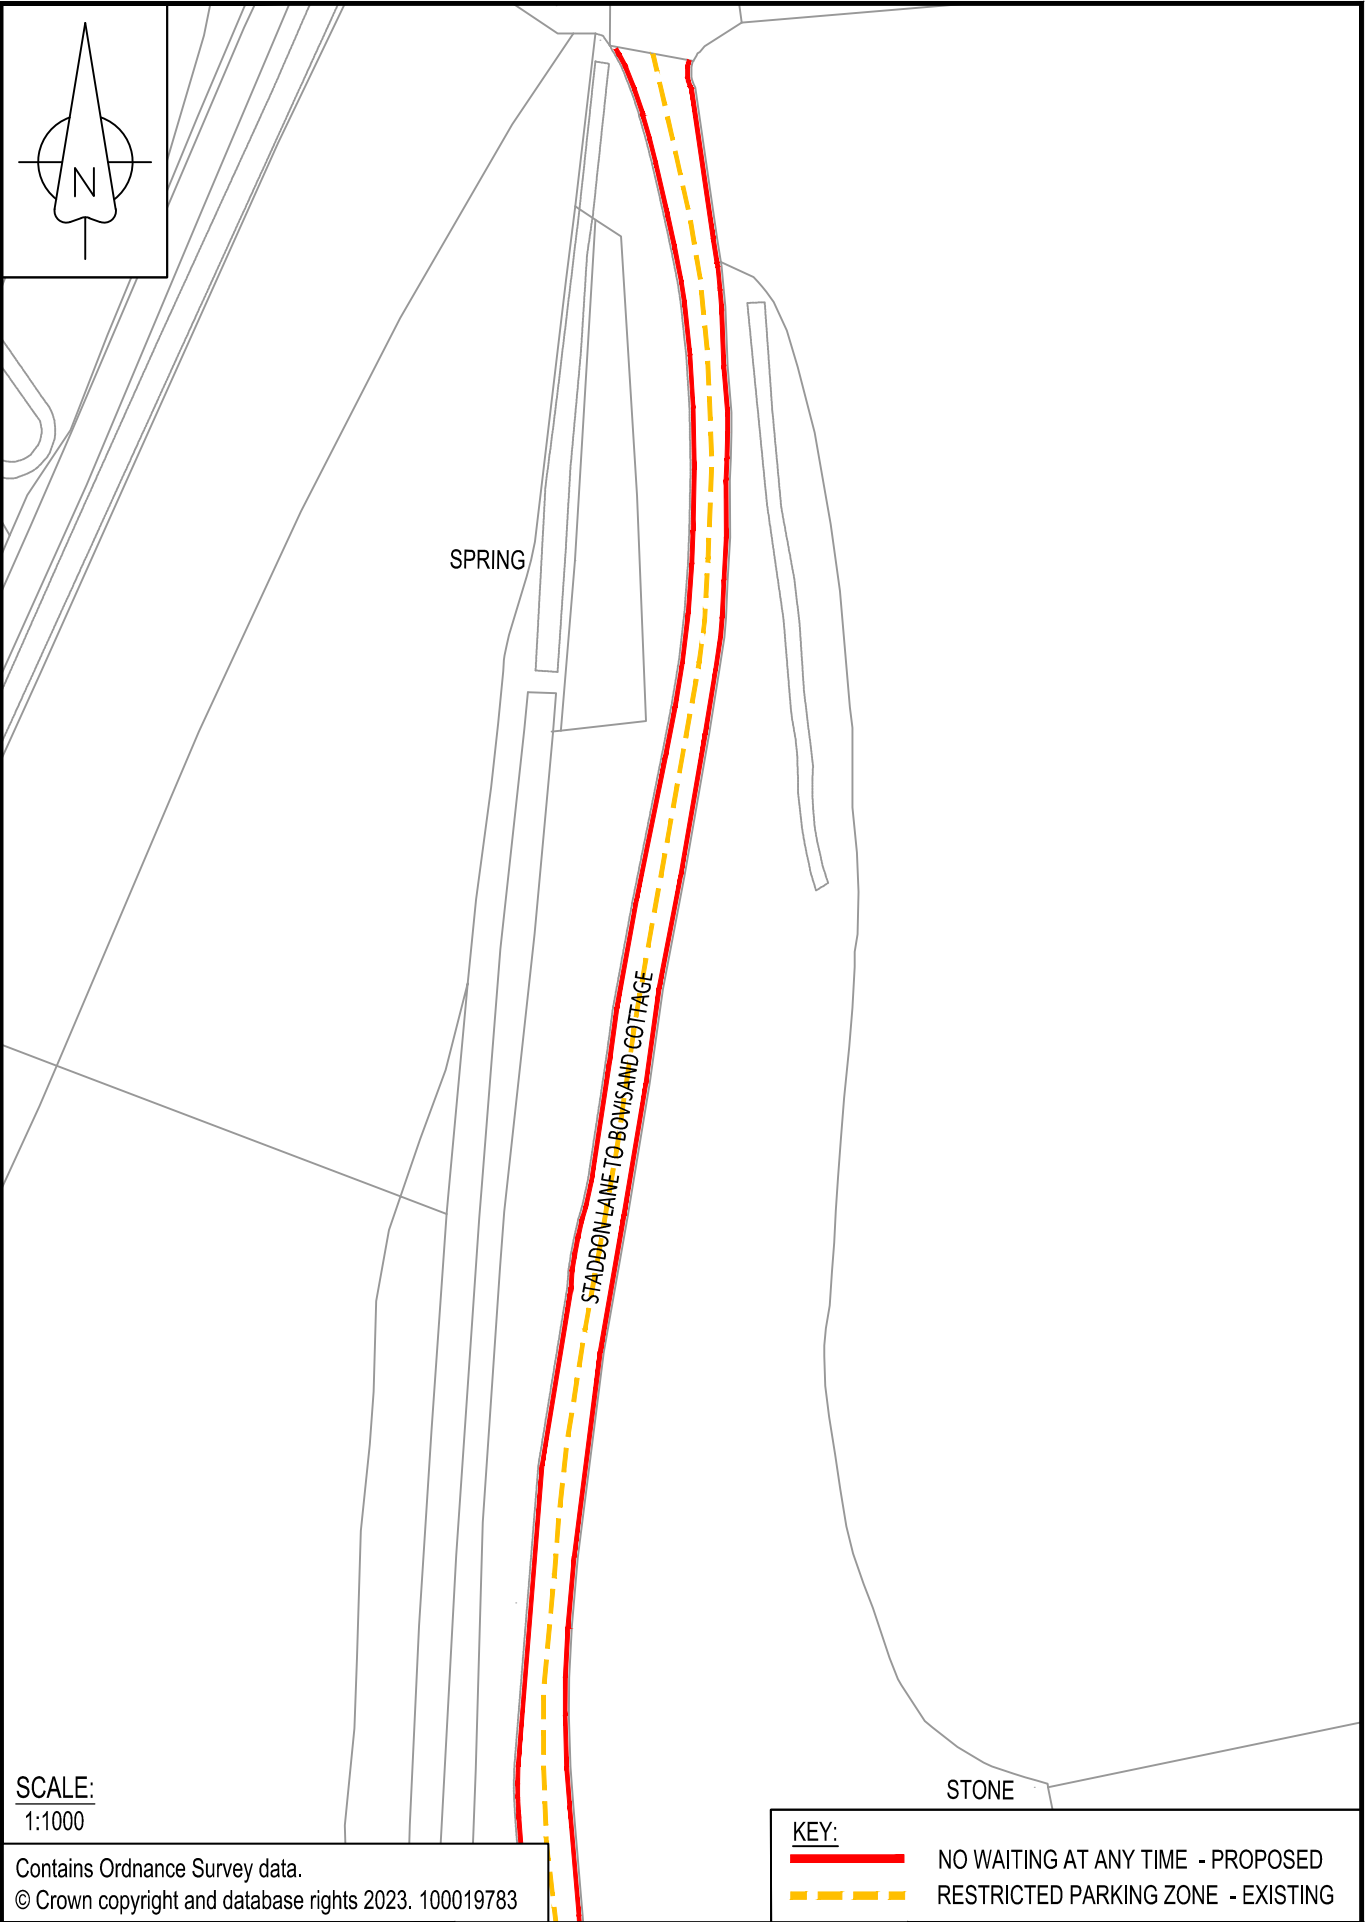 N
SPRING
STADDON LANE TO BOVISAND COTTAGE
SCALE:
1:1000
STONE
KEY:
NO WAITING AT ANY TIME - PROPOSED
RESTRICTED PARKING ZONE - EXISTING
Contains Ordnance Survey data.
© Crown copyright and database rights 2023. 100019783